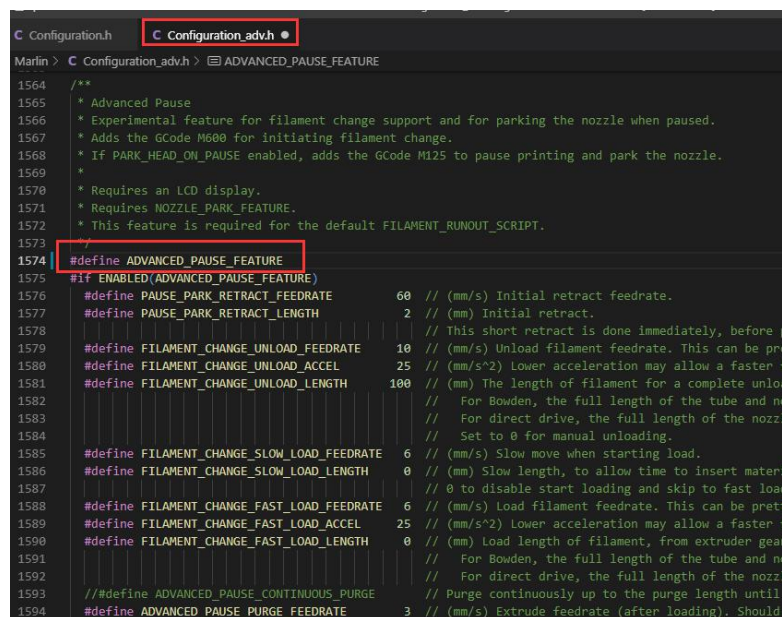 Configuration.h
C Configuration_adv.h ●
Marlin > C Configuration_adv.h > ADVANCED_PAUSE_FEATURE
1564 /**
1565 * Advanced Pause
1566 * Experimental feature for filament change support and for parking the nozzle when paused.
1567 * Adds the GCode M600 for initiating filament change.
1568 * If PARK_HEAD_ON_PAUSE enabled, adds the GCode M125 to pause printing and park the nozzle.
1569 *
1570 * Requires an LCD display.
1571 * Requires NOZZLE_PARK_FEATURE.
1572 * This feature is required for the default FILAMENT_RUNOUT_SCRIPT.
1573 */
1574 #define ADVANCED_PAUSE_FEATURE
1575 #if ENABLED(ADVANCED_PAUSE_FEATURE)
1576 #define PAUSE_PARK_RETRACT_FEEDRATE 60 // (mm/s) Initial retract feedrate.
1577 #define PAUSE_PARK_RETRACT_LENGTH 2 // (mm) Initial retract.
1578 // This short retract is done immediately, before
1579 #define FILAMENT_CHANGE_UNLOAD_FEEDRATE 10 // (mm/s) Unload filament feedrate. This can be
1580 #define FILAMENT_CHANGE_UNLOAD_ACCEL 25 // (mm/s^2) Lower acceleration may allow a faster
1581 #define FILAMENT_CHANGE_UNLOAD_LENGTH 100 // (mm) The length of filament for a complete
1582 // For Bowden, the full length of the tube and
1583 // For direct drive, the full length of the
1584 // Set to 0 for manual unloading.
1585 #define FILAMENT_CHANGE_SLOW_LOAD_FEEDRATE 6 // (mm/s) Slow move when starting load.
1586 #define FILAMENT_CHANGE_SLOW_LOAD_LENGTH 0 // (mm) Slow length, to allow time to insert
1587 // 0 to disable start loading and skip to fast
1588 #define FILAMENT_CHANGE_FAST_LOAD_FEEDRATE 6 // (mm/s) Load filament feedrate. This can be
1589 #define FILAMENT_CHANGE_FAST_LOAD_ACCEL 25 // (mm/s^2) Lower acceleration may allow a faster
1590 #define FILAMENT_CHANGE_FAST_LOAD_LENGTH 0 // (mm) Load length of filament, from extruder
1591 // For Bowden, the full length of the tube and
1592 // For direct drive, the full length of the
1593 //#define ADVANCED_PAUSE_CONTINUOUS_PURGE // Purge continuously up to the purge length until
1594 #define ADVANCED_PAUSE_PURGE_FEEDRATE 3 // (mm/s) Extrude feedrate (after loading). Should